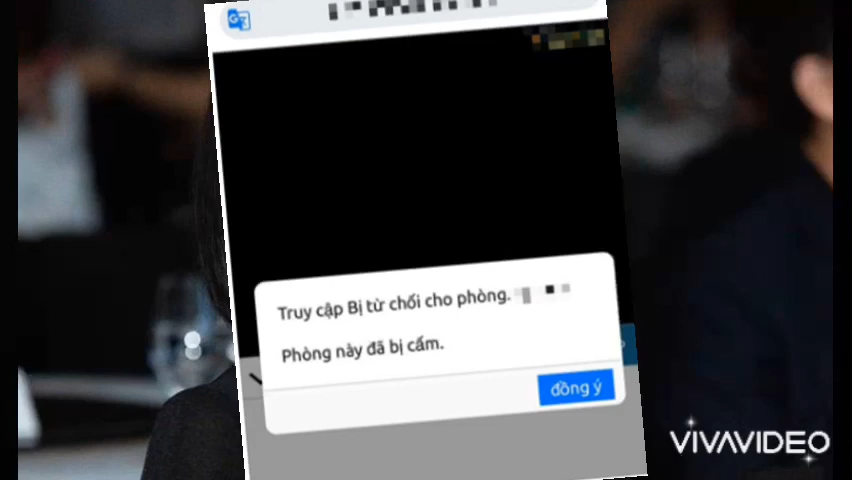 Truy cập Bị từ chối cho phòng.
Phòng này đã bị cấm.
đồng ý
VIVAVIDEO